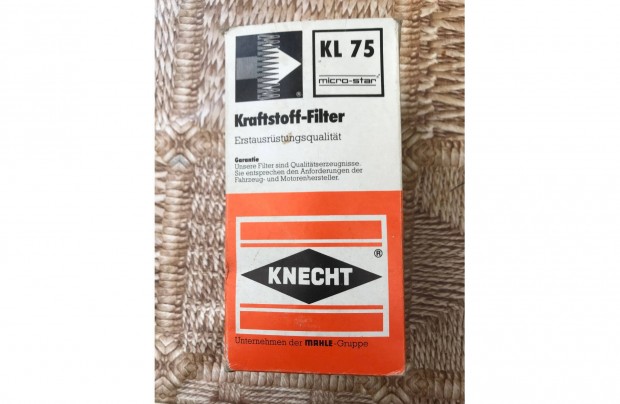 KL 75
micro-star
®
Kraftstoff-Filter
Erstausrüstungsqualität
Garantie
Unsere Filter sind Qualitätserzeugnisse.
Sie entsprechen den Anforderungen der
Fahrzeug- und Motorenhersteller.
®
KNECHT
Unternehmen der MAHLE-Gruppe